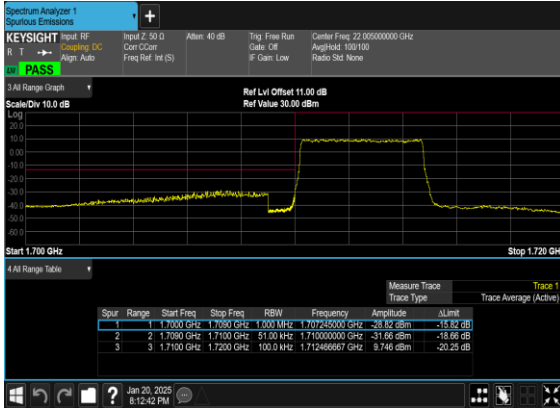 Spectrum Analyzer 1
Spurious Emissions
KEYSIGHT Input: RF Input Z: 50 Ω Atten: 40 dB Trig: Free Run Center Freq: 22.005000000 GHz
R T Coupling: DC Corr CCorr Gate: Off Avg|Hold: 100/100
Align: Auto Freq Ref: Int (S) IF Gain: Low Radio Std: None
PASS
3 All Range Graph
Ref Lvl Offset 11.00 dB
Scale/Div 10.0 dB Ref Value 30.00 dBm
Log
20.0
10.0
0.00
-10.0
-20.0
-30.0
-40.0
-50.0
-60.0
Start 1.700 GHz Stop 1.720 GH
4 All Range Table
Measure Trace Trace 1
Trace Type Trace Average (Active)
Spur Range Start Freq Stop Freq RBW Frequency Amplitude ΔLimit
1 1 1.7000 GHz 1.7090 GHz 1.000 MHz 1.707245000 GHz -28.82 dBm -15.82 dB
2 2 1.7090 GHz 1.7100 GHz 51.00 kHz 1.710000000 GHz -31.66 dBm -18.66 dB
3 3 1.7100 GHz 1.7200 GHz 100.0 kHz 1.712466667 GHz 9.746 dBm -20.25 dB
Jan 20, 2025
8:12:42 PM